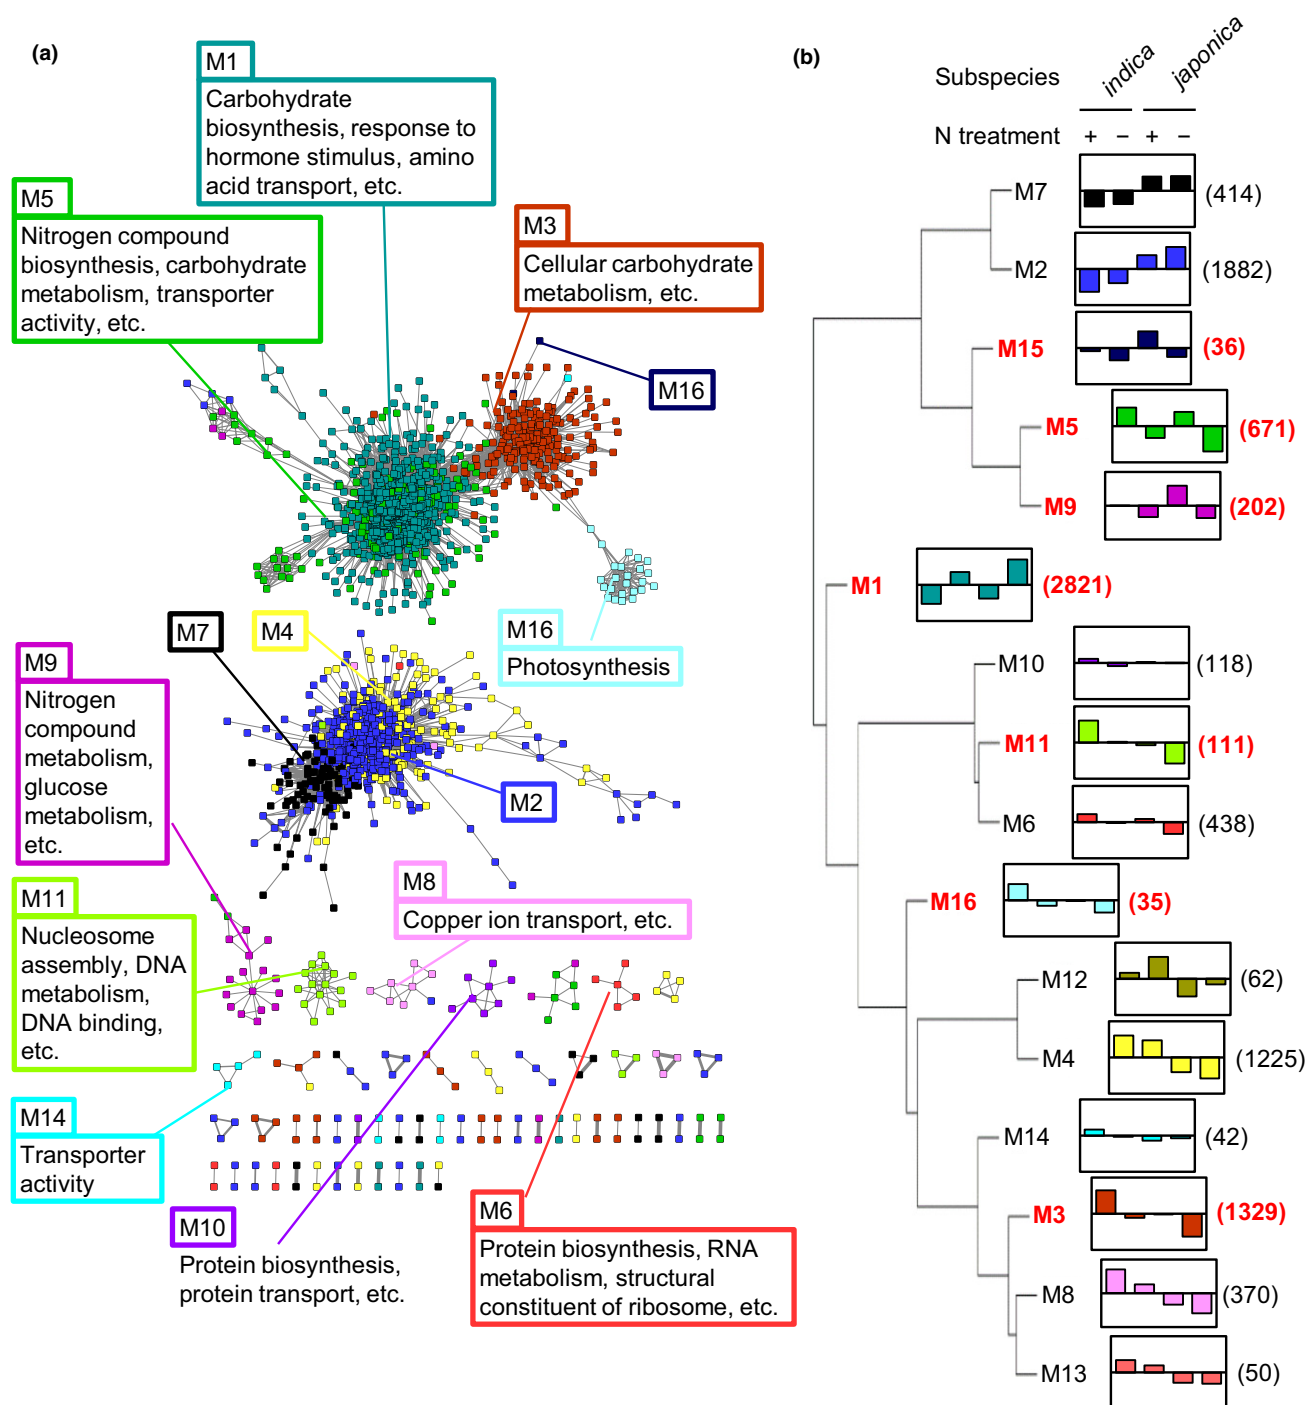 (a)
M1
Carbohydrate
biosynthesis, response to
hormone stimulus, amino
acid transport, etc.
M5
Nitrogen compound
biosynthesis, carbohydrate
metabolism, transporter
activity, etc.
M3
Cellular carbohydrate
metabolism, etc.
M16
M7
M4
M16
Photosynthesis
M9
Nitrogen
compound
metabolism,
glucose
metabolism,
etc.
M2
M8
Copper ion transport, etc.
M11
Nucleosome
assembly, DNA
metabolism,
DNA binding,
etc.
M14
Transporter
activity
M10
Protein biosynthesis,
protein transport, etc.
M6
Protein biosynthesis, RNA
metabolism, structural
constituent of ribosome, etc.
(b)
Subspecies indica japonica
N treatment + − + −
M7 (414)
M2 (1882)
M15 (36)
M5 (671)
M9 (202)
M1 (2821)
M10 (118)
M11 (111)
M6 (438)
M16 (35)
M12 (62)
M4 (1225)
M14 (42)
M3 (1329)
M8 (370)
M13 (50)